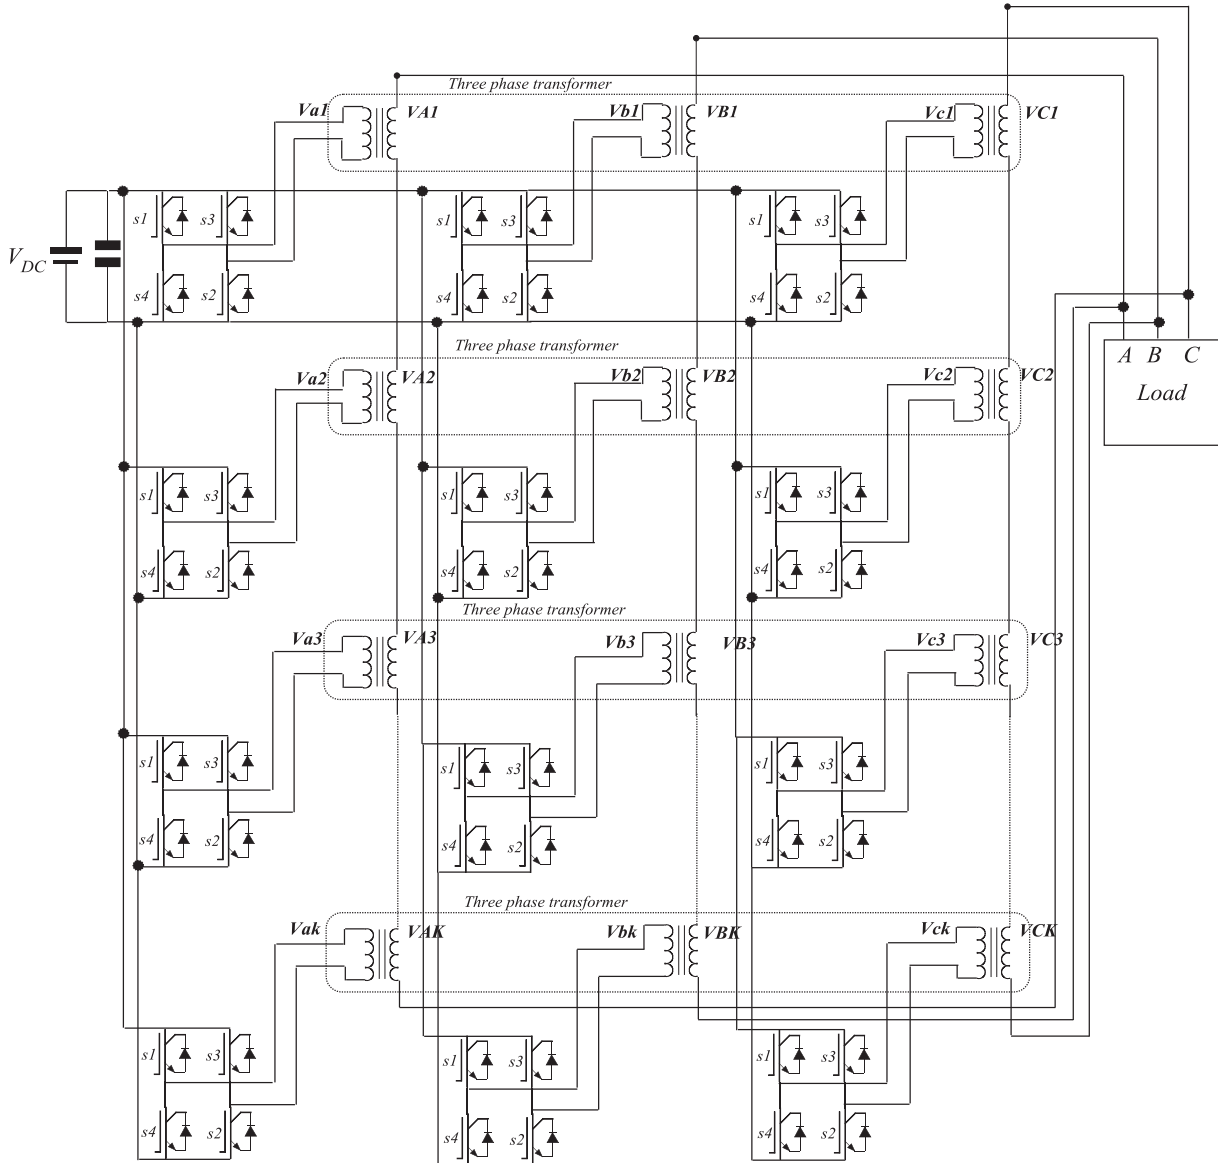 Three phase transformer
Va1 VA1 Vb1 VB1 Vc1 VC1
s1 s3 s1 s3 s1 s3
VDC
s4 s2 s4 s2 s4 s2
Three phase transformer
A B C
Load
Va2 VA2 Vb2 VB2 Vc2 VC2
s1 s3 s1 s3 s1 s3
s4 s2 s4 s2 s4 s2
Three phase transformer
Va3 VA3 Vb3 VB3 Vc3 VC3
s1 s3 s1 s3 s1 s3
s4 s2 s4 s2 s4 s2
Three phase transformer
Vak VAK Vbk VBK Vck VCK
s1 s3 s1 s3 s1 s3
s4 s2 s4 s2 s4 s2